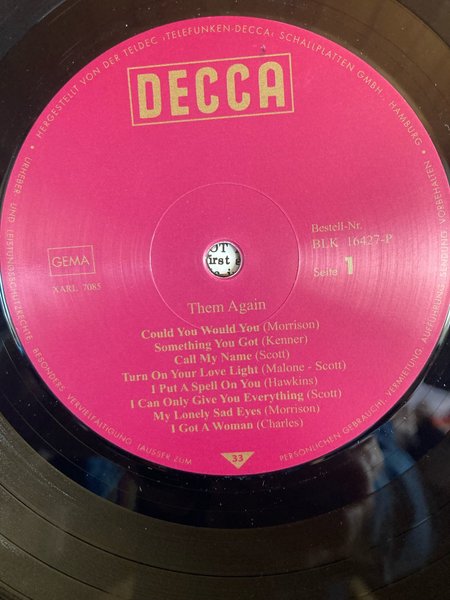 HERGESTELLT VON DER TELDEC ›TELEFUNKEN-DECCA‹ SCHALLPLATTEN GMBH · HAMBURG ·
DECCA
Bestell-Nr.
BLK 16427-P
Seite 1
GEMA
XARL 7085
OT
irst
Them Again
Could You Would You (Morrison)
Something You Got (Kenner)
Call My Name (Scott)
Turn On Your Love Light (Malone - Scott)
I Put A Spell On You (Hawkins)
I Can Only Give You Everything (Scott)
My Lonely Sad Eyes (Morrison)
I Got A Woman (Charles)
33
URHEBER- UND LEISTUNGSSCHUTZRECHTE, BESONDERS VERVIELFÄLTIGUNG (AUSSER ZUM PERSÖNLICHEN GEBRAUCH), VERMIETUNG, AUFFÜHRUNG, SENDUNG VORBEHALTEN